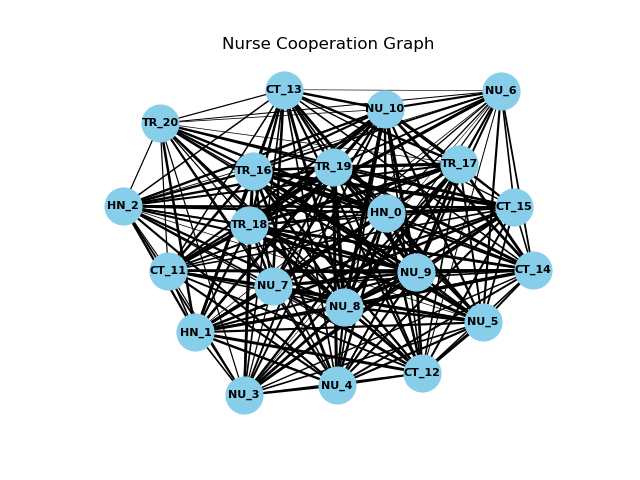 Nurse Cooperation Graph
CT_13
NU_6
NU_10
TR_20
TR_17
TR_19
TR_16
HN_2
CT_15
HN_0
TR_18
CT_14
CT_11
NU_9
NU_7
NU_8
NU_5
HN_1
CT_12
NU_4
NU_3